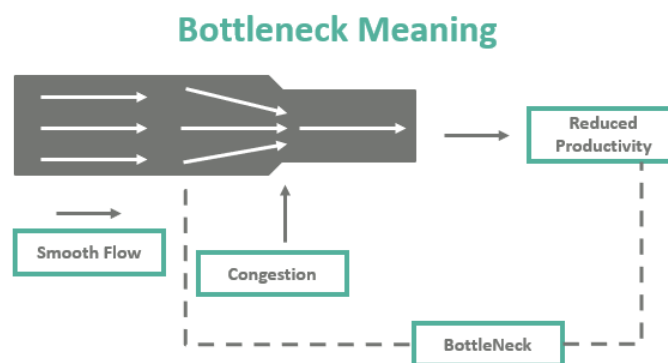 Bottleneck Meaning
Reduced
Productivity
Smooth Flow
Congestion
BottleNeck